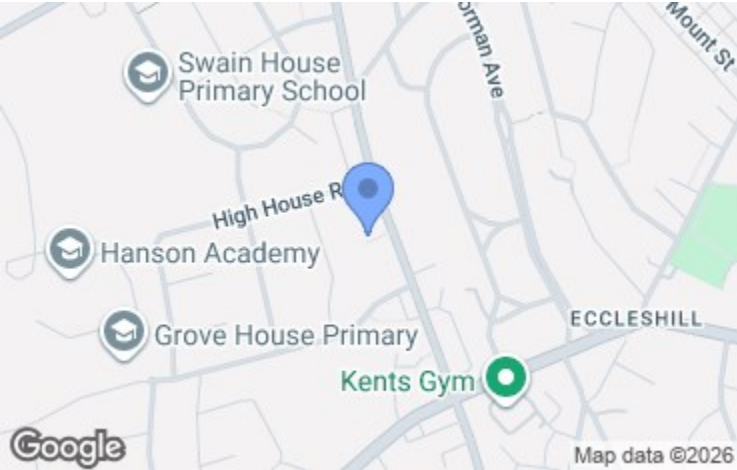 Mount St
orman Ave
Swain House
Primary School
High House R
Hanson Academy
Grove House Primary
ECCLESHILL
Kents Gym
Google
Map data ©2026